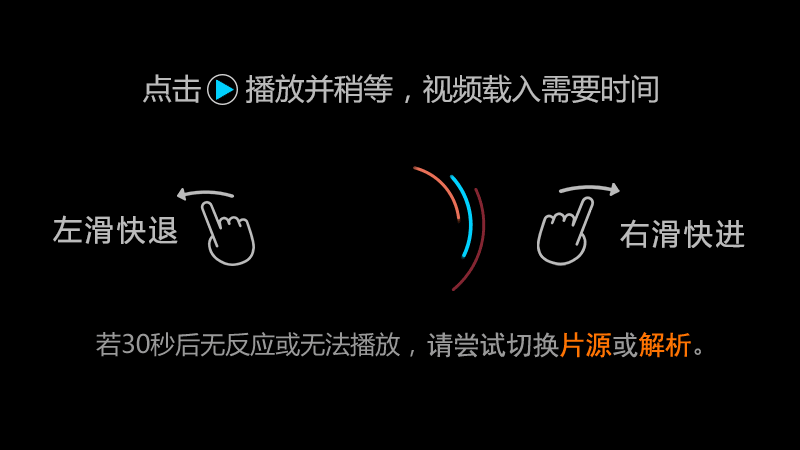 点击播放并稍等，视频载入需要时间
左滑快退
右滑快进
若30秒后无反应或无法播放，请尝试切换片源或解析。